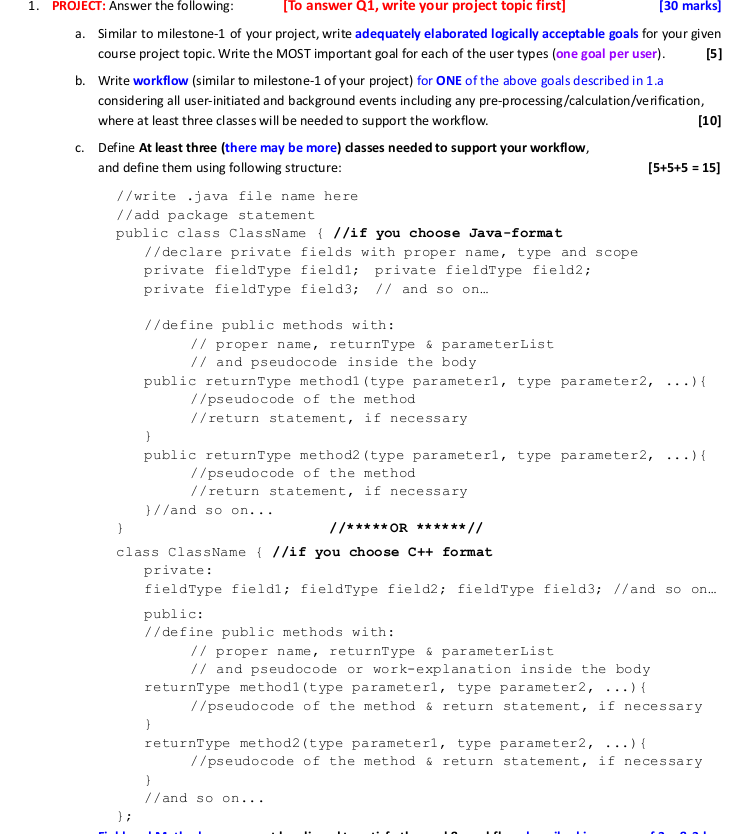 1. PROJECT: Answer the following: [To answer Q1, write your project topic first] [30 marks]
a. Similar to milestone-1 of your project, write adequately elaborated logically acceptable goals for your given
course project topic. Write the MOST important goal for each of the user types (one goal per user). [5]
b. Write workflow (similar to milestone-1 of your project) for ONE of the above goals described in 1.a
considering all user-initiated and background events including any pre-processing/calculation/verification,
where at least three classes will be needed to support the workflow. [10]
c. Define At least three (there may be more) classes needed to support your workflow,
and define them using following structure: [5+5+5 = 15]
//write .java file name here
//add package statement
public class ClassName { //if you choose Java-format
//declare private fields with proper name, type and scope
private fieldType field1; private fieldType field2;
private fieldType field3; // and so on…
//define public methods with:
// proper name, returnType & parameterList
// and pseudocode inside the body
public returnType method1(type parameter1, type parameter2, ...){
//pseudocode of the method
//return statement, if necessary
}
public returnType method2(type parameter1, type parameter2, ...){
//pseudocode of the method
//return statement, if necessary
}//and so on...
} //*****OR ******//
class ClassName { //if you choose C++ format
private:
fieldType field1; fieldType field2; fieldType field3; //and so on…
public:
//define public methods with:
// proper name, returnType & parameterList
// and pseudocode or work-explanation inside the body
returnType method1(type parameter1, type parameter2, ...){
//pseudocode of the method & return statement, if necessary
}
returnType method2(type parameter1, type parameter2, ...){
//pseudocode of the method & return statement, if necessary
}
//and so on...
};